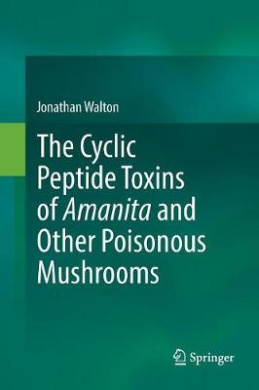 Jonathan Walton
The Cyclic
Peptide Toxins
of Amanita and
Other Poisonous
Mushrooms
Springer